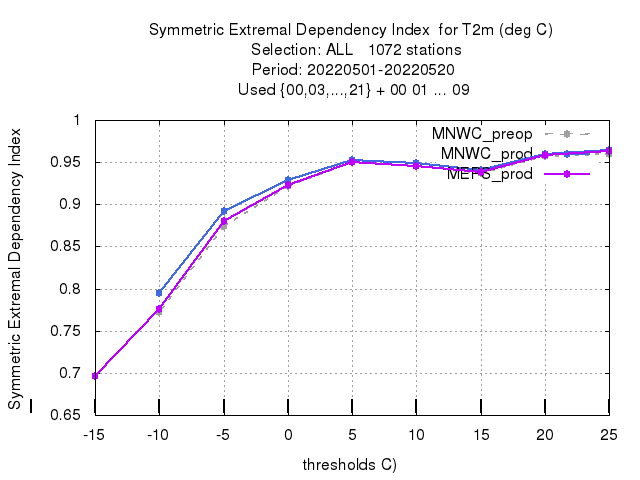 Symmetric Extremal Dependency Index  for T2m (deg C)
Selection: ALL   1072 stations
Period: 20220501-20220520
Used {00,03,...,21} + 00 01 ... 09
Symmetric Extremal Dependency Index
1
0.95
0.9
0.85
0.8
0.75
0.7
0.65
MNWC_preop
MNWC_prod
MEPS_prod
-15 -10 -5 0 5 10 15 20 25
thresholds C)